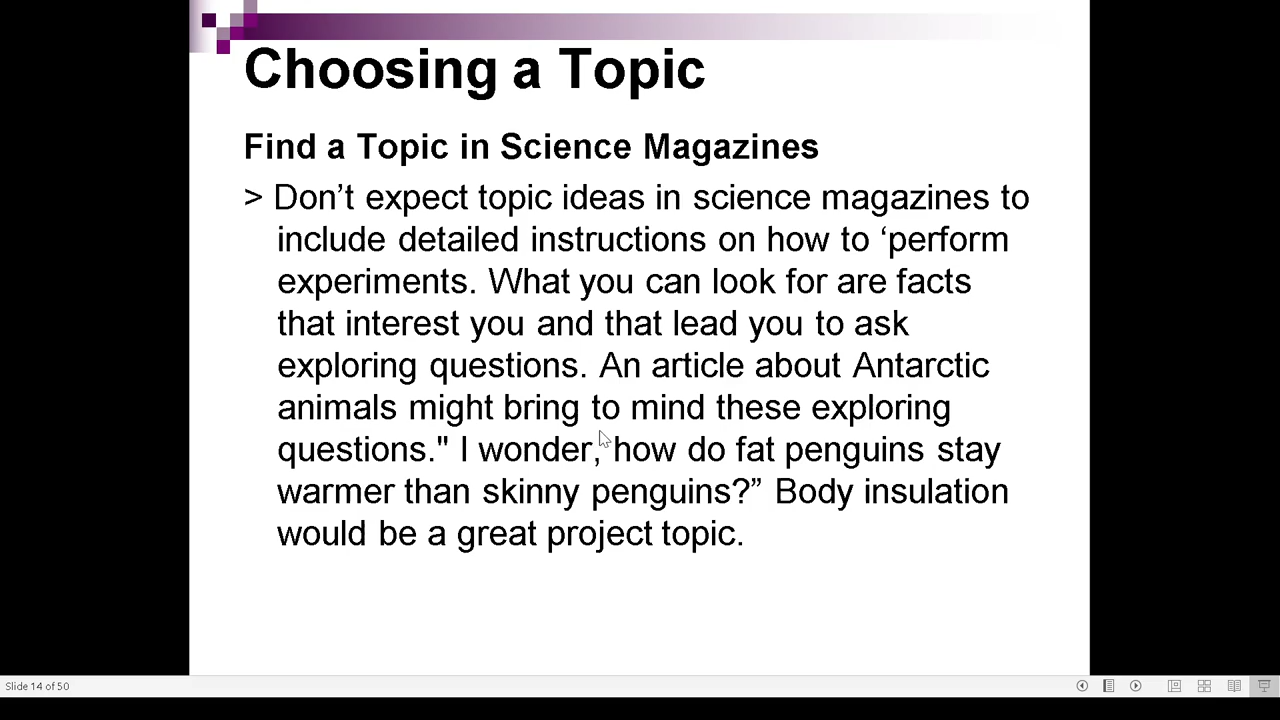 Choosing a Topic
Find a Topic in Science Magazines
> Don’t expect topic ideas in science magazines to
include detailed instructions on how to ‘perform
experiments. What you can look for are facts
that interest you and that lead you to ask
exploring questions. An article about Antarctic
animals might bring to mind these exploring
questions." I wonder, how do fat penguins stay
warmer than skinny penguins?” Body insulation
would be a great project topic.
Slide 14 of 50